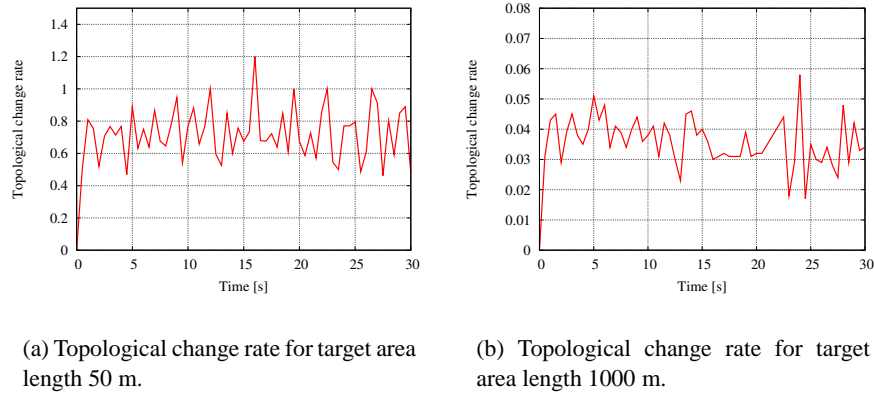 1.4
1.2
1
0.8
0.6
0.4
0.2
0
0 5 10 15 20 25 30
Topological change rate
Time [s]
0.08
0.07
0.06
0.05
0.04
0.03
0.02
0.01
0
0 5 10 15 20 25 30
Topological change rate
Time [s]
(a) Topological change rate for target area
length 50 m.
(b) Topological change rate for target
area length 1000 m.